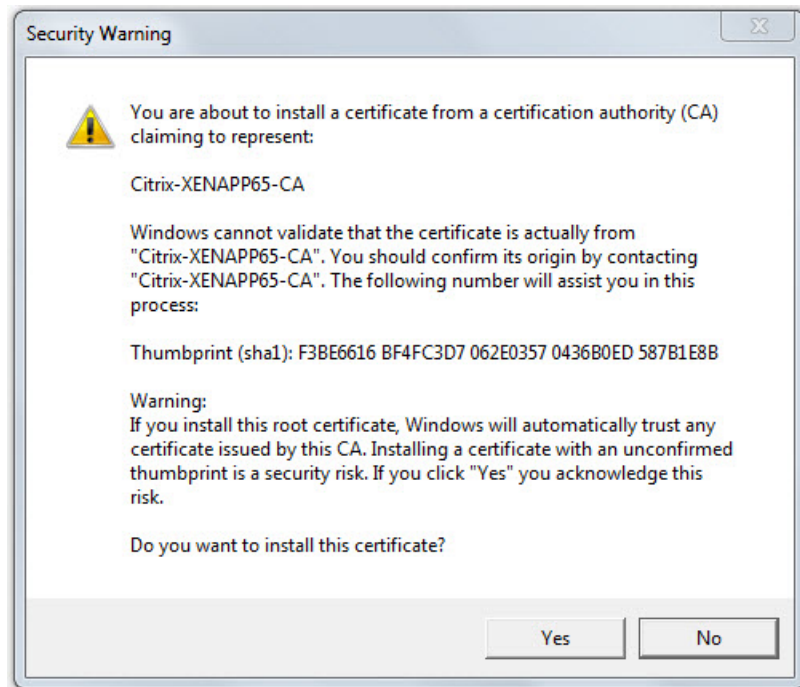 Security Warning
You are about to install a certificate from a certification authority (CA)
claiming to represent:
Citrix-XENAPP65-CA
Windows cannot validate that the certificate is actually from
"Citrix-XENAPP65-CA". You should confirm its origin by contacting
"Citrix-XENAPP65-CA". The following number will assist you in this
process:
Thumbprint (sha1): F3BE6616 BF4FC3D7 062E0357 0436B0ED 587B1E8B
Warning:
If you install this root certificate, Windows will automatically trust any
certificate issued by this CA. Installing a certificate with an unconfirmed
thumbprint is a security risk. If you click "Yes" you acknowledge this
risk.
Do you want to install this certificate?
Yes
No